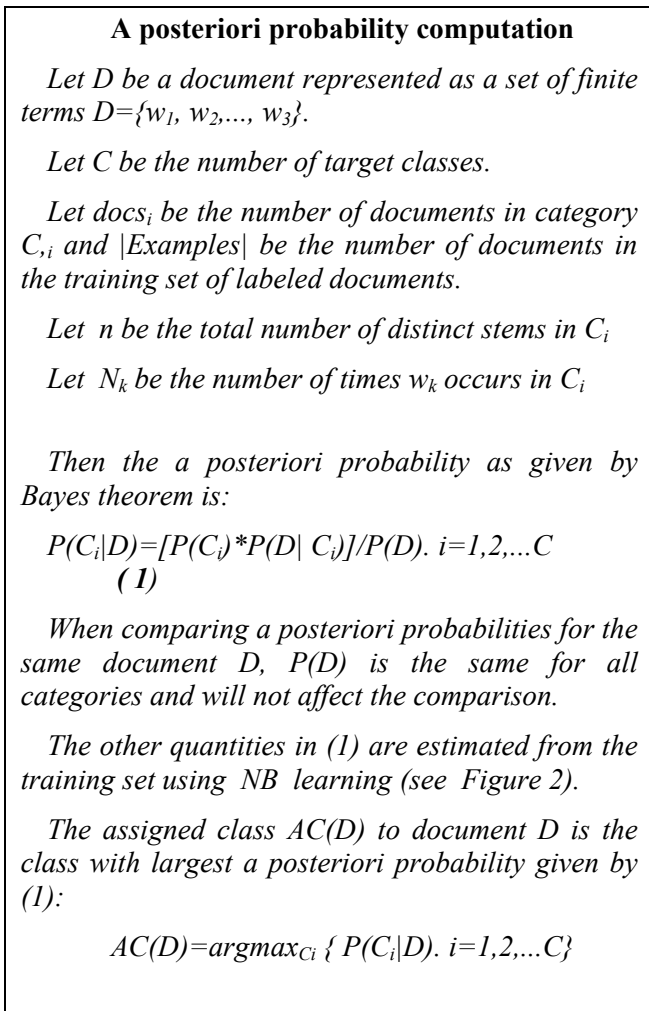 A posteriori probability computation
Let D be a document represented as a set of finite
terms D={w1, w2,..., w3}.
Let C be the number of target classes.
Let docsi be the number of documents in category
C,i and |Examples| be the number of documents in
the training set of labeled documents.
Let n be the total number of distinct stems in Ci
Let Nk be the number of times wk occurs in Ci
Then the a posteriori probability as given by
Bayes theorem is:
P(Ci|D)=[P(Ci)*P(D| Ci)]/P(D). i=1,2,...C
( 1)
When comparing a posteriori probabilities for the
same document D, P(D) is the same for all
categories and will not affect the comparison.
The other quantities in (1) are estimated from the
training set using NB learning (see Figure 2).
The assigned class AC(D) to document D is the
class with largest a posteriori probability given by
(1):
AC(D)=argmaxCi { P(Ci|D). i=1,2,...C}